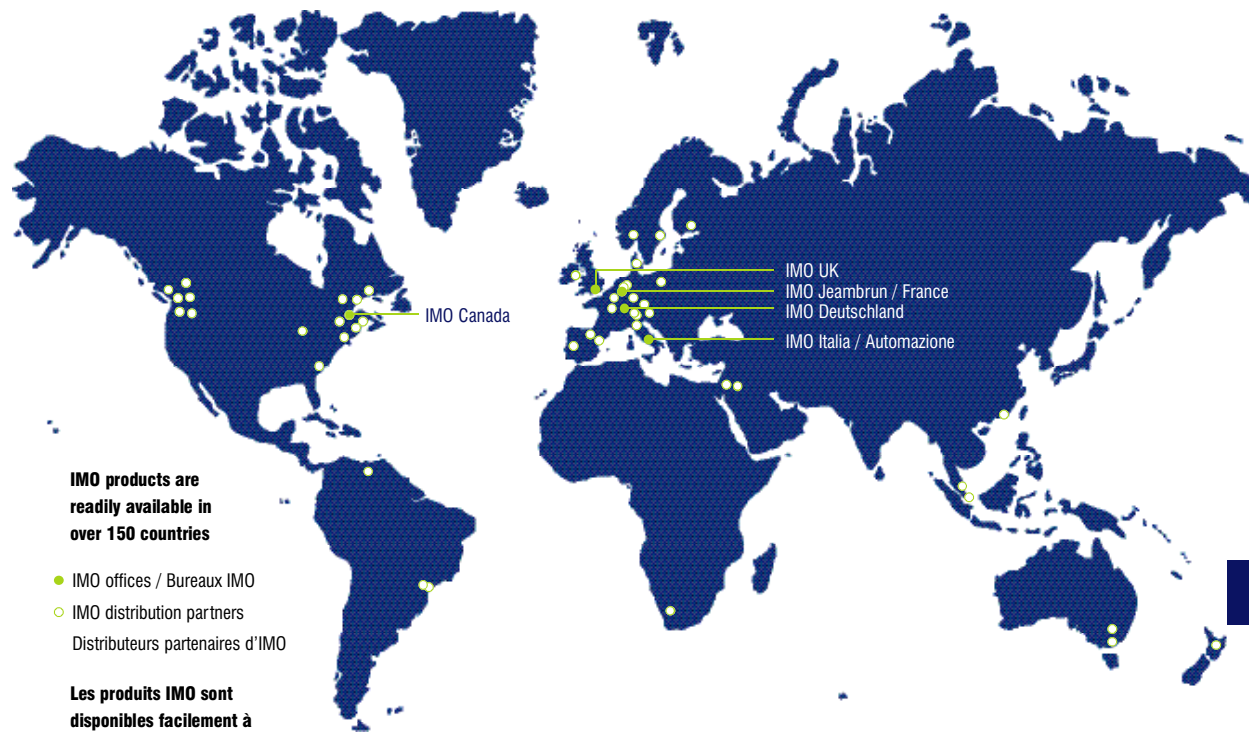 IMO UK
IMO Jeambrun / France
IMO Deutschland
IMO Italia / Automazione
IMO Canada
IMO products are
readily available in
over 150 countries
IMO offices / Bureaux IMO
IMO distribution partners
Distributeurs partenaires d'IMO
Les produits IMO sont
disponibles facilement à